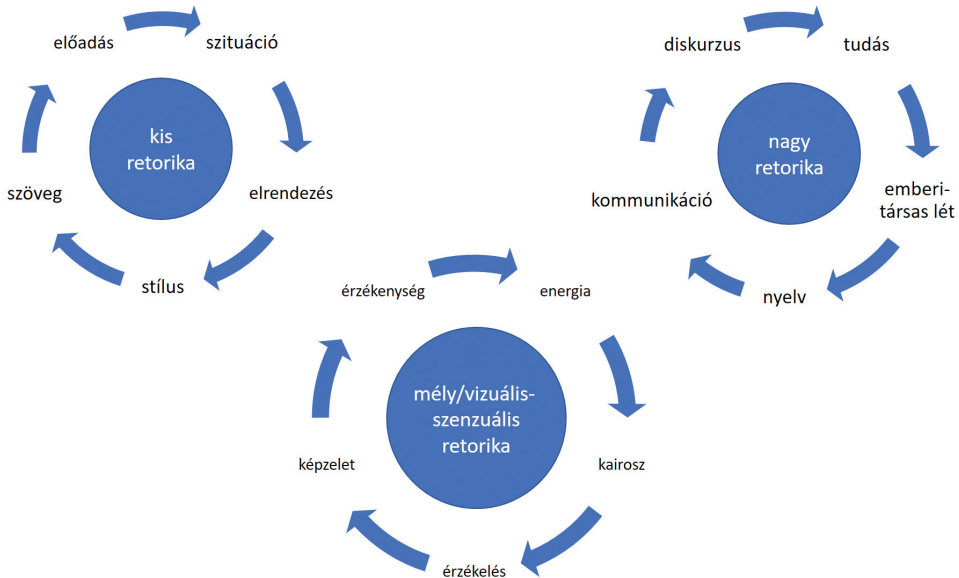 előadás
szituáció
kis
retorika
szöveg
elrendezés
stílus
diskurzus
tudás
nagy
retorika
kommunikáció
emberi-
társas lét
nyelv
érzékenység
energia
mély/vizuális-
szenzuális
retorika
képzelet
kairosz
érzékelés